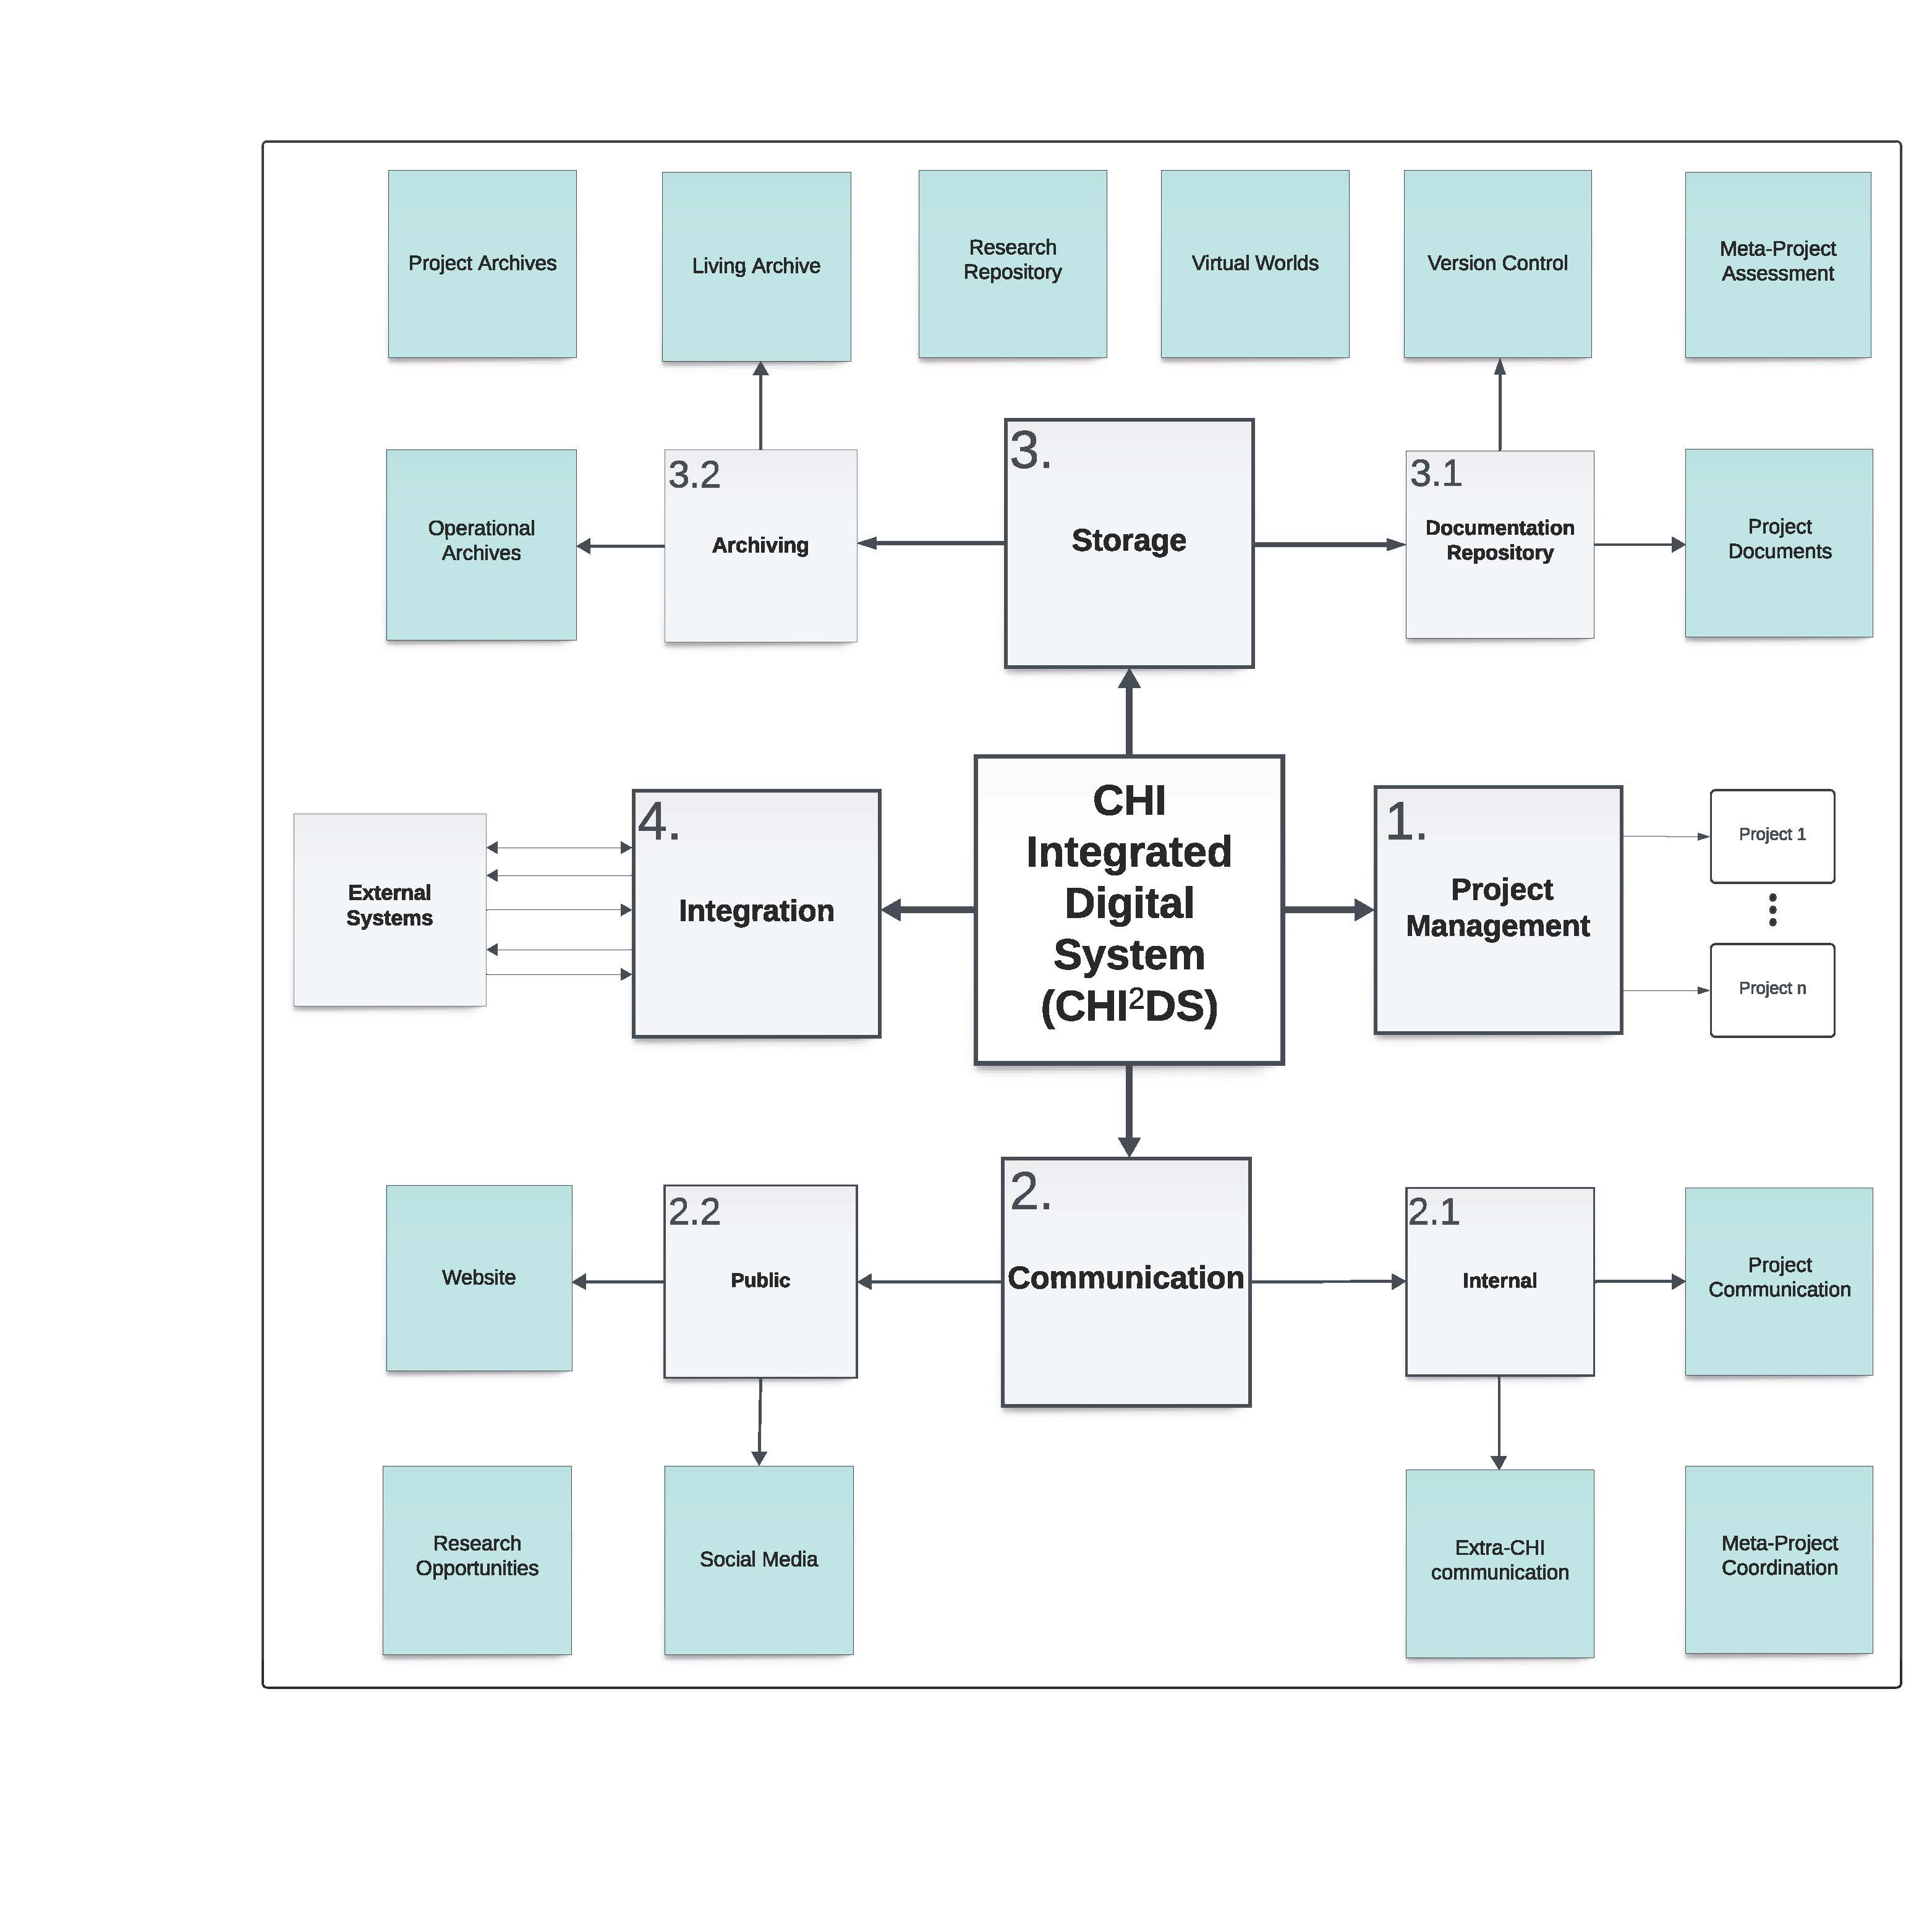 Project Archives
Living Archive
Research
Repository
Virtual Worlds
Version Control
Meta-Project
Assessment
Operational
Archives
3.2
Archiving
3.
Storage
3.1
Documentation
Repository
Project
Documents
External
Systems
4.
Integration
CHI
Integrated
Digital
System
(CHI²DS)
1.
Project
Management
Project 1
Project n
Website
2.2
Public
2.
Communication
2.1
Internal
Project
Communication
Research
Opportunities
Social Media
Extra-CHI
communication
Meta-Project
Coordination